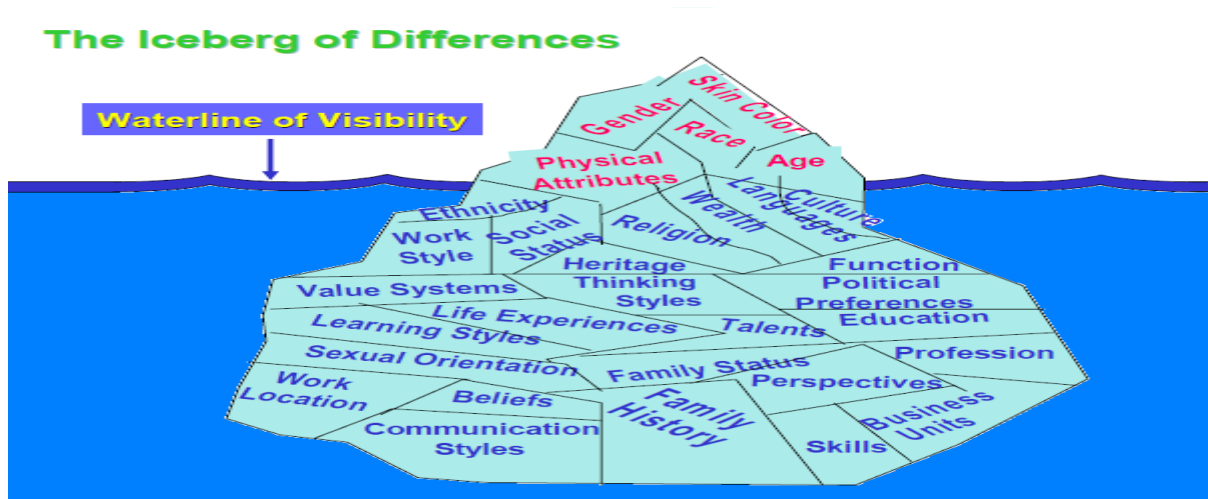 The Iceberg of Differences
Waterline of Visibility
Skin Color
Gender
Race
Physical
Attributes
Age
Ethnicity
Work
Style
Social
Status
Religion
Wealth
Languages
Culture
Heritage
Function
Value Systems
Thinking
Styles
Political
Preferences
Life Experiences
Learning Styles
Talents
Education
Sexual Orientation
Family Status
Profession
Work
Location
Beliefs
Perspectives
Communication
Styles
Family
History
Skills
Business
Units